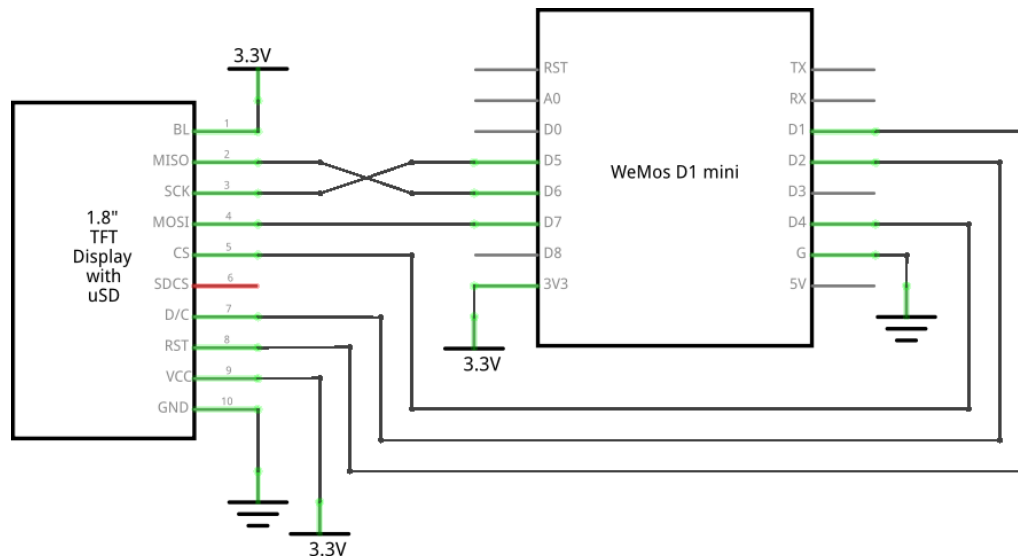 3.3V
BL 1
MISO 2
SCK 3
MOSI 4
CS 5
SDCS 6
D/C 7
RST 8
VCC 9
GND 10
1.8"
TFT
Display
with
uSD
3.3V
RST
A0
D0
D5
D6
D7
D8
3V3
3.3V
WeMos D1 mini
TX
RX
D1
D2
D3
D4
G
5V